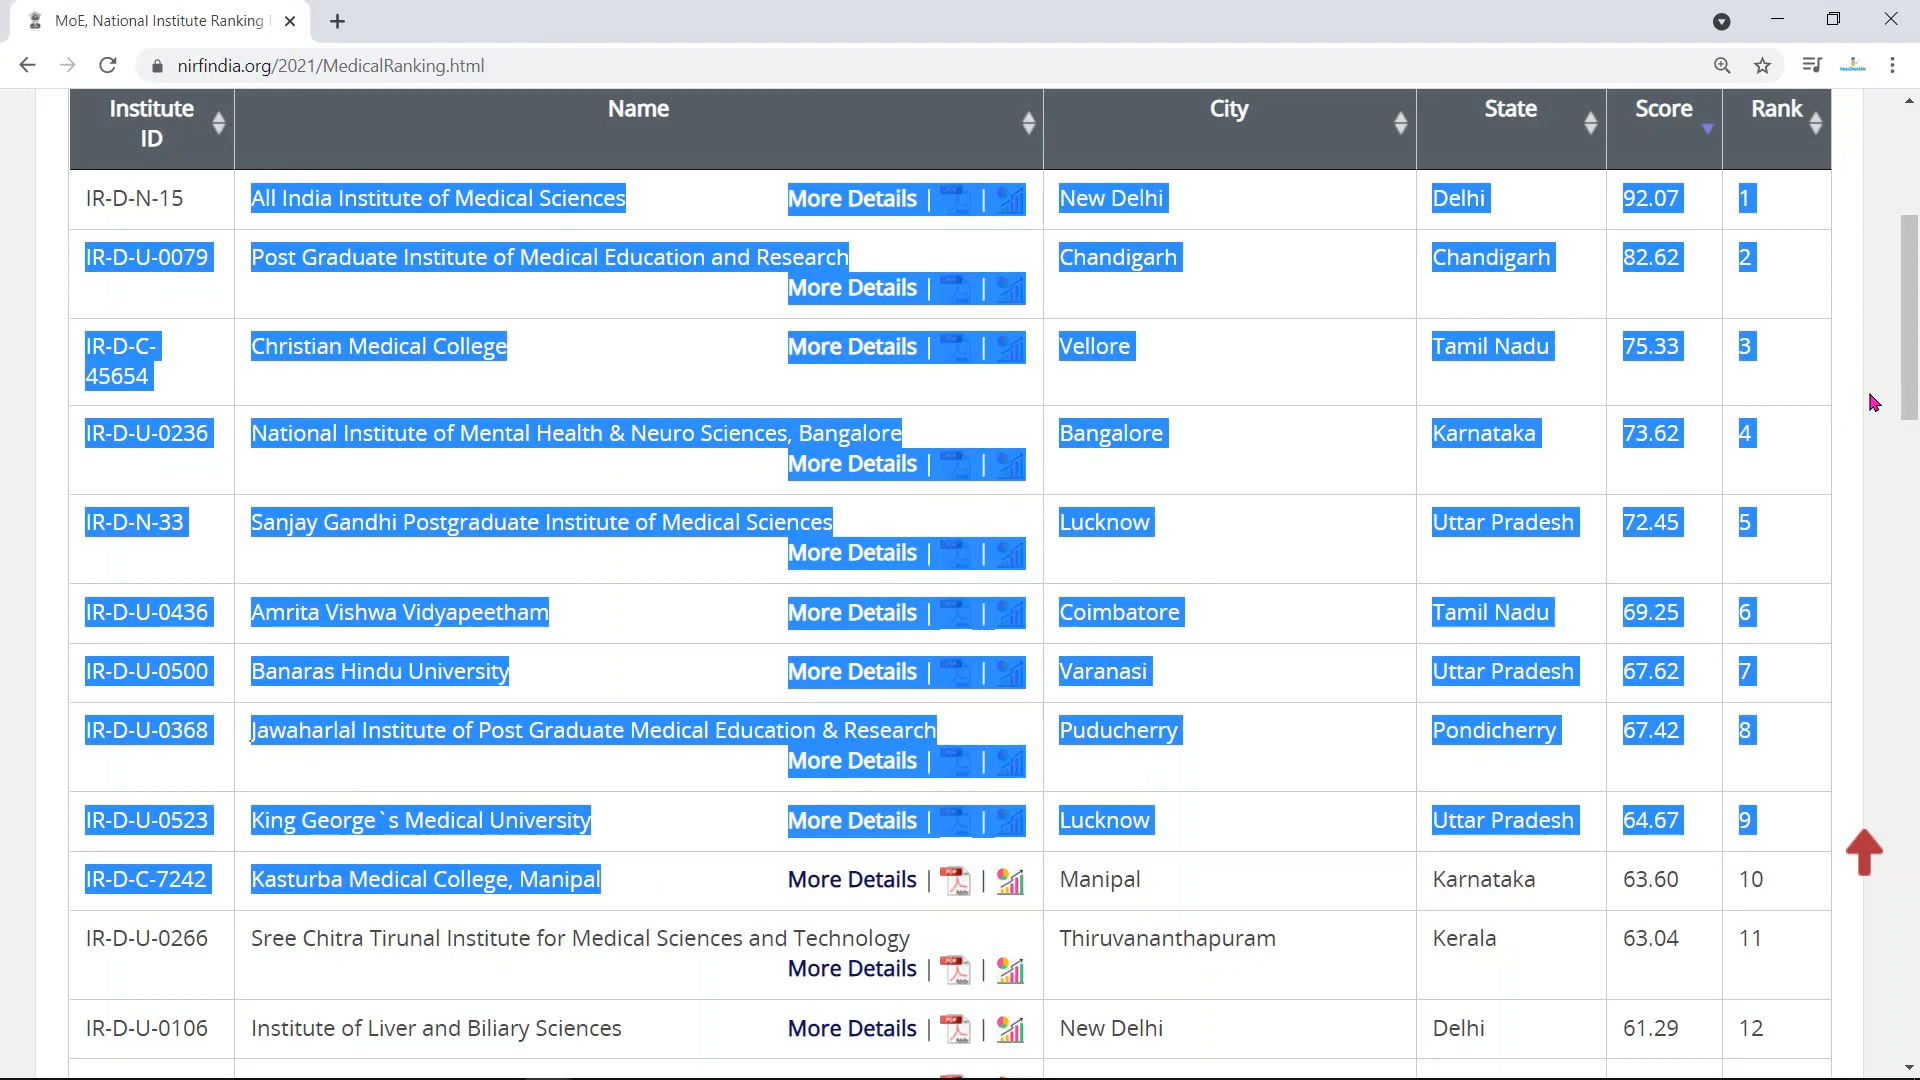 MoE, National Institute Ranking
nirfindia.org/2021/MedicalRanking.html
Institute ID Name City State Score Rank
IR-D-N-15 All India Institute of Medical Sciences More Details | | New Delhi Delhi 92.07 1
IR-D-U-0079 Post Graduate Institute of Medical Education and Research Chandigarh Chandigarh 82.62 2
More Details | |
IR-D-C- Christian Medical College More Details | | Vellore Tamil Nadu 75.33 3
45654
IR-D-U-0236 National Institute of Mental Health & Neuro Sciences, Bangalore Bangalore Karnataka 73.62 4
More Details | |
IR-D-N-33 Sanjay Gandhi Postgraduate Institute of Medical Sciences Lucknow Uttar Pradesh 72.45 5
More Details | |
IR-D-U-0436 Amrita Vishwa Vidyapeetham More Details | | Coimbatore Tamil Nadu 69.25 6
IR-D-U-0500 Banaras Hindu University More Details | | Varanasi Uttar Pradesh 67.62 7
IR-D-U-0368 Jawaharlal Institute of Post Graduate Medical Education & Research Puducherry Pondicherry 67.42 8
More Details | |
IR-D-U-0523 King George`s Medical University More Details | | Lucknow Uttar Pradesh 64.67 9
IR-D-C-7242 Kasturba Medical College, Manipal More Details | | Manipal Karnataka 63.60 10
IR-D-U-0266 Sree Chitra Tirunal Institute for Medical Sciences and Technology Thiruvananthapuram Kerala 63.04 11
More Details | |
IR-D-U-0106 Institute of Liver and Biliary Sciences More Details | | New Delhi Delhi 61.29 12